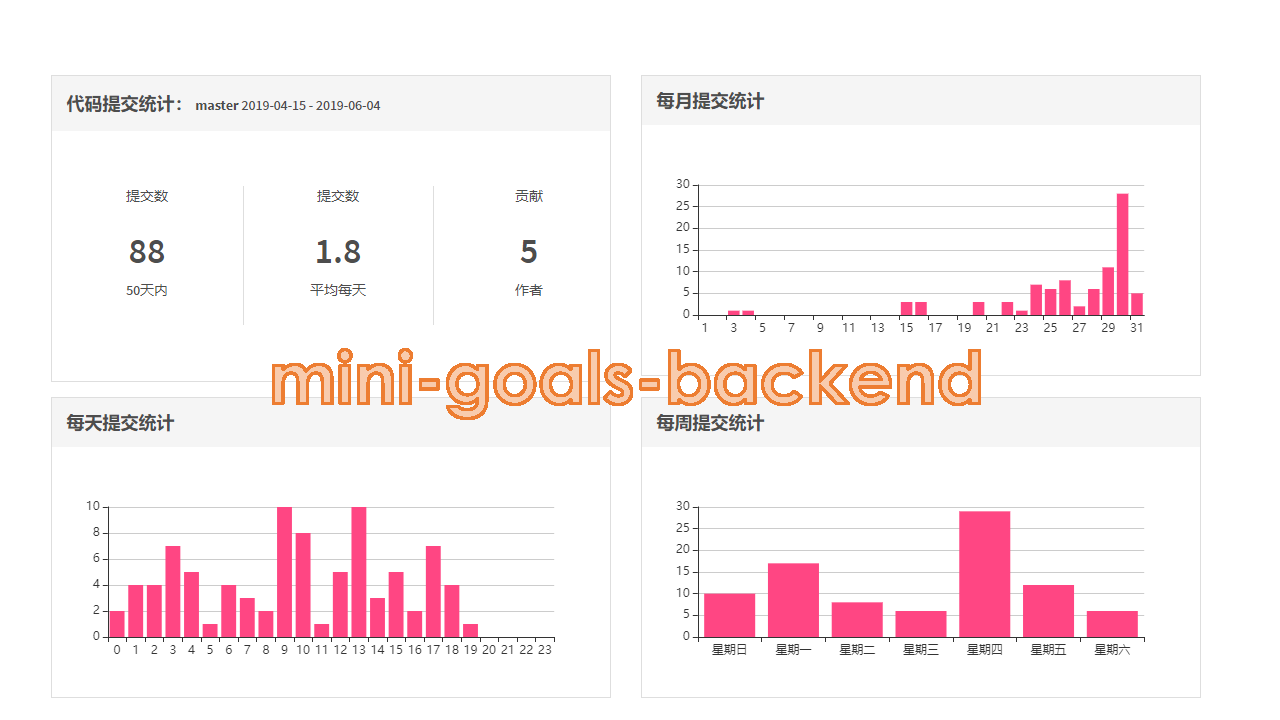 代码提交统计： master 2019-04-15 - 2019-06-04
提交数
88
50天内
提交数
1.8
平均每天
贡献
5
作者
每月提交统计
30
25
20
15
10
5
0
1 3 5 7 9 11 13 15 17 19 21 23 25 27 29 31
mini-goals-backend
每天提交统计
10
8
6
4
2
0
0 1 2 3 4 5 6 7 8 9 10 11 12 13 14 15 16 17 18 19 20 21 22 23
每周提交统计
30
25
20
15
10
5
0
星期日 星期一 星期二 星期三 星期四 星期五 星期六